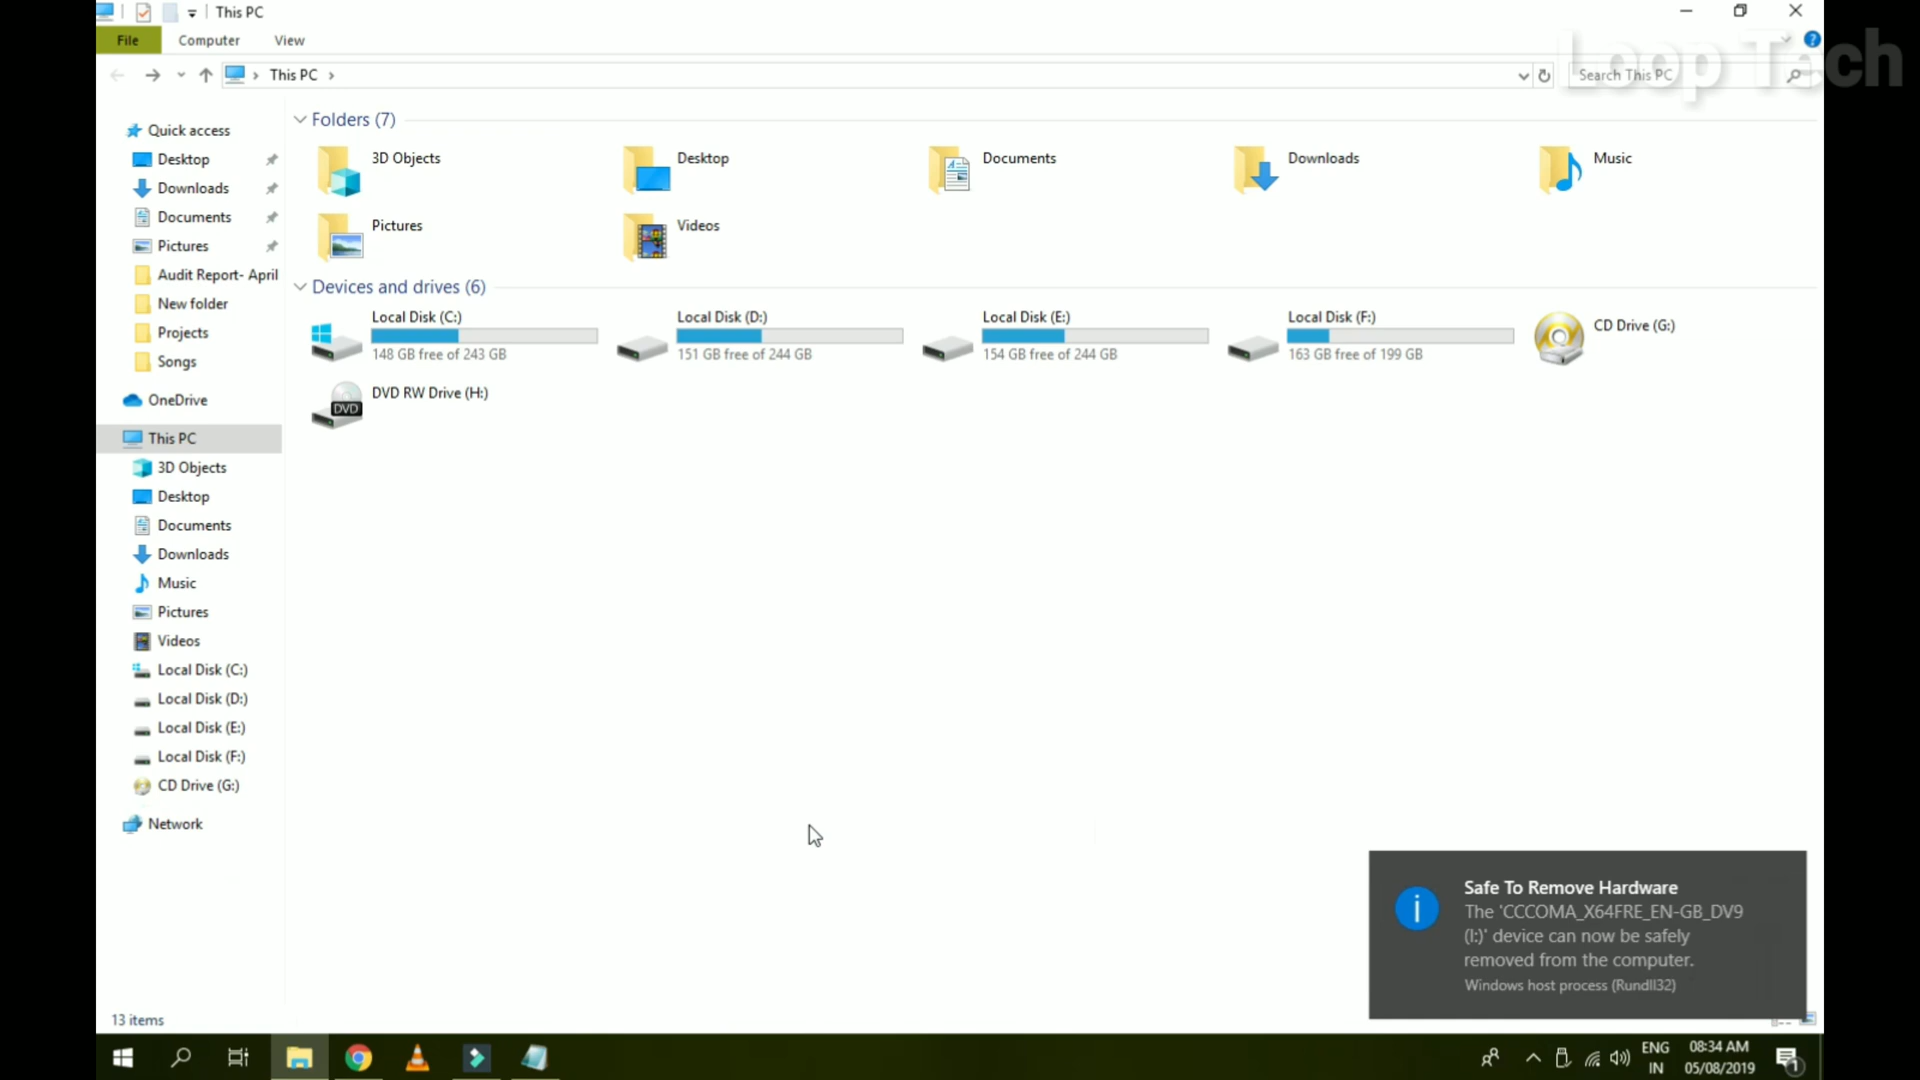 This PC
File
Computer
View
This PC
Search This PC
Loop Tech
Quick access
Desktop
Downloads
Documents
Pictures
Audit Report- April
New folder
Projects
Songs
OneDrive
This PC
3D Objects
Desktop
Documents
Downloads
Music
Pictures
Videos
Local Disk (C:)
Local Disk (D:)
Local Disk (E:)
Local Disk (F:)
CD Drive (G:)
Network
Folders (7)
3D Objects
Desktop
Documents
Downloads
Music
Pictures
Videos
Devices and drives (6)
Local Disk (C:)
148 GB free of 243 GB
Local Disk (D:)
151 GB free of 244 GB
Local Disk (E:)
154 GB free of 244 GB
Local Disk (F:)
163 GB free of 199 GB
CD Drive (G:)
DVD
DVD RW Drive (H:)
Safe To Remove Hardware
The 'CCCOMA_X64FRE_EN-GB_DV9
(I:)' device can now be safely
removed from the computer.
Windows host process (Rundll32)
13 items
ENG
IN
08:34 AM
05/08/2019
1